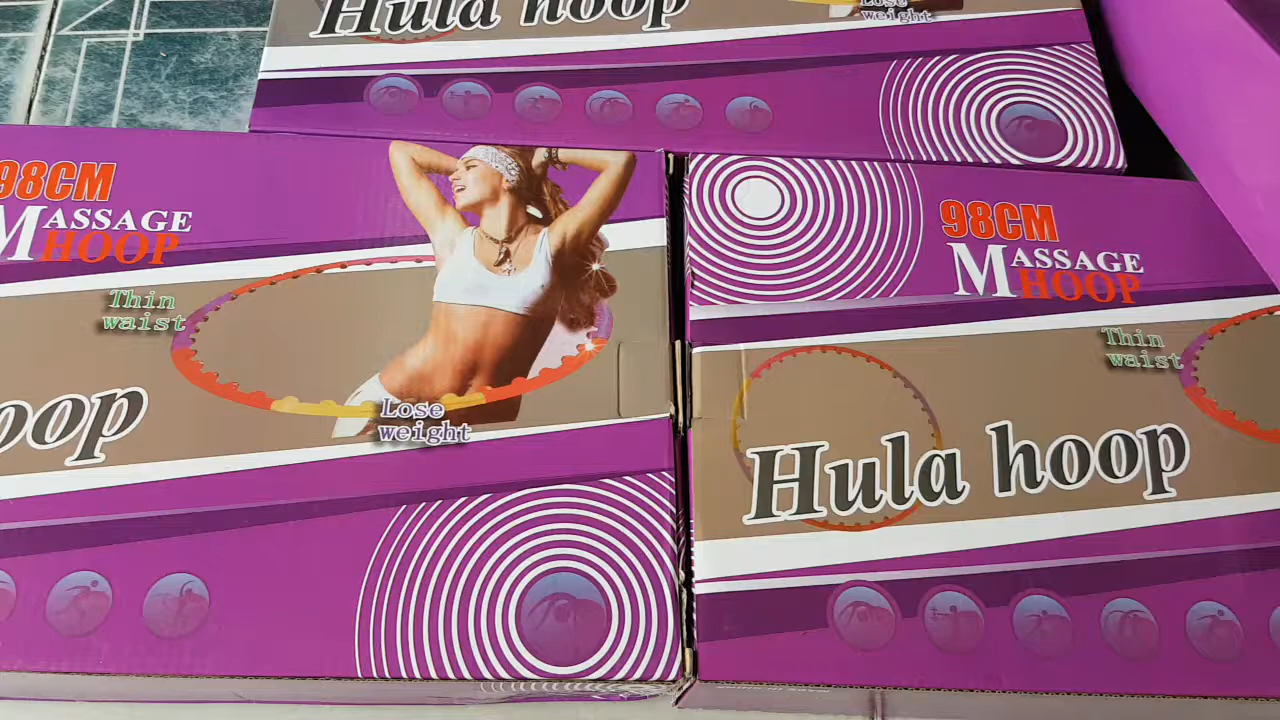 Hula hoop
Lose
weight
98CM
MASSAGE
HOOP
Thin
waist
oop
Lose
weight
98CM
MASSAGE
HOOP
Thin
waist
Hula hoop